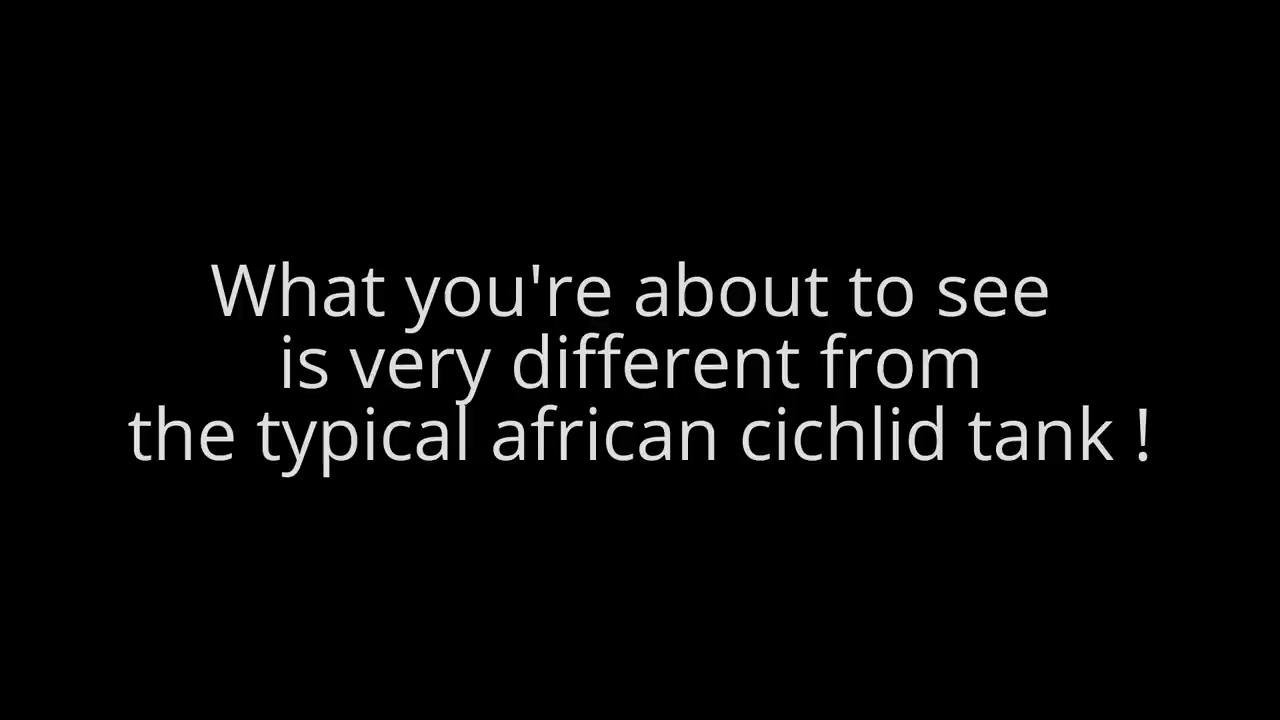 What you're about to see
is very different from
the typical african cichlid tank !